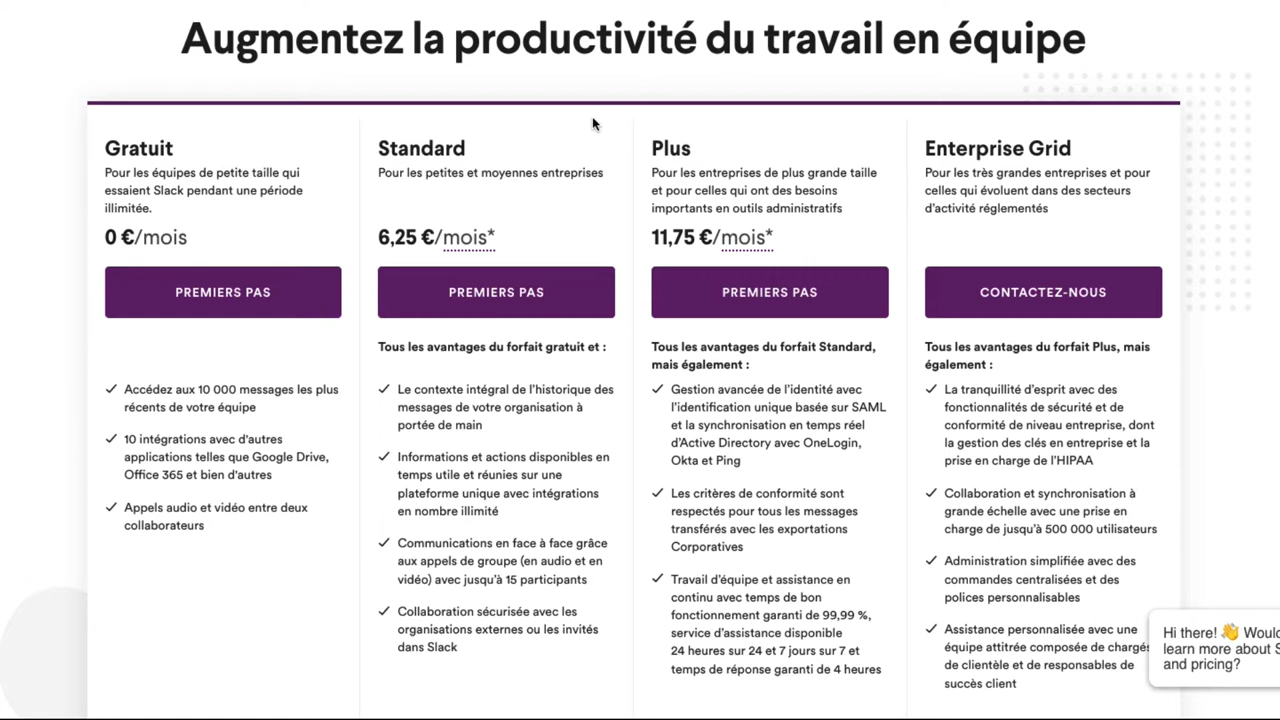 Augmentez la productivité du travail en équipe
Gratuit
Pour les équipes de petite taille qui
essaient Slack pendant une période
illimitée.
0 €/mois
PREMIERS PAS
Accédez aux 10 000 messages les plus
récents de votre équipe
10 intégrations avec d'autres
applications telles que Google Drive,
Office 365 et bien d'autres
Appels audio et vidéo entre deux
collaborateurs
Standard
Pour les petites et moyennes entreprises
6,25 €/mois*
PREMIERS PAS
Tous les avantages du forfait gratuit et :
Le contexte intégral de l'historique des
messages de votre organisation à
portée de main
Informations et actions disponibles en
temps utile et réunies sur une
plateforme unique avec intégrations
en nombre illimité
Communications en face à face grâce
aux appels de groupe (en audio et en
vidéo) avec jusqu'à 15 participants
Collaboration sécurisée avec les
organisations externes ou les invités
dans Slack
Plus
Pour les entreprises de plus grande taille
et pour celles qui ont des besoins
importants en outils administratifs
11,75 €/mois*
PREMIERS PAS
Tous les avantages du forfait Standard,
mais également :
Gestion avancée de l'identité avec
l'identification unique basée sur SAML
et la synchronisation en temps réel
d'Active Directory avec OneLogin,
Okta et Ping
Les critères de conformité sont
respectés pour tous les messages
transférés avec les exportations
Corporatives
Travail d'équipe et assistance en
continu avec temps de bon
fonctionnement garanti de 99,99 %,
service d'assistance disponible
24 heures sur 24 et 7 jours sur 7 et
temps de réponse garanti de 4 heures
Enterprise Grid
Pour les très grandes entreprises et pour
celles qui évoluent dans des secteurs
d'activité réglementés
CONTACTEZ-NOUS
Tous les avantages du forfait Plus, mais
également :
La tranquillité d'esprit avec des
fonctionnalités de sécurité et de
conformité de niveau entreprise, dont
la gestion des clés en entreprise et la
prise en charge de l'HIPAA
Collaboration et synchronisation à
grande échelle avec une prise en
charge de jusqu'à 500 000 utilisateurs
Administration simplifiée avec des
commandes centralisées et des
polices personnalisables
Assistance personnalisée avec une
équipe attitrée composée de chargés
de clientèle et de responsables de
succès client
Hi there! 👋
learn more about
and pricing?